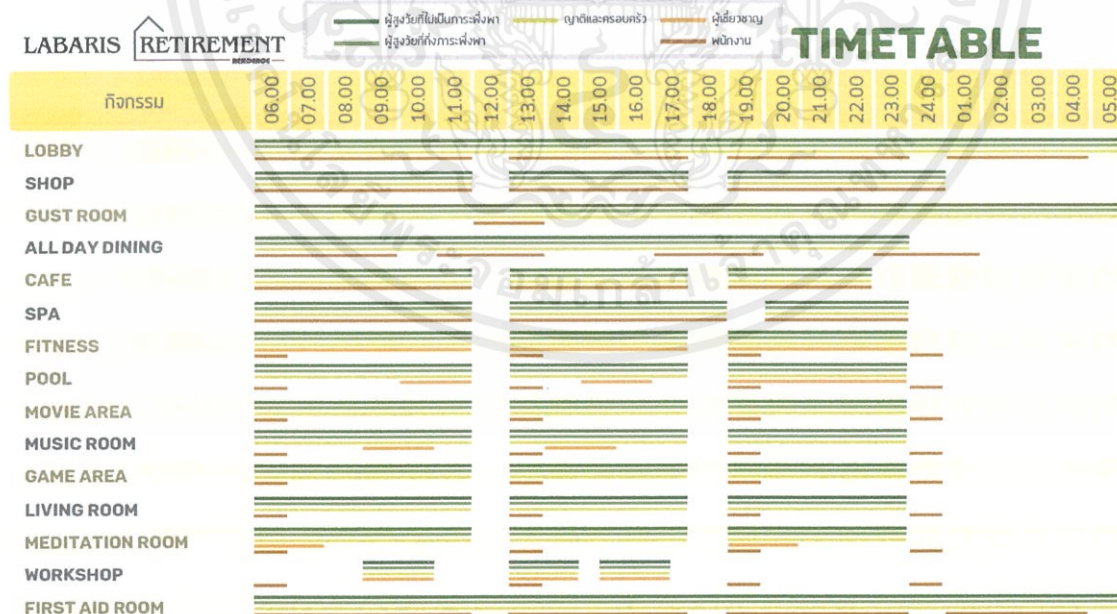 LABARIS RETIREMENT
RENDENCE
ผู้สูงวัยที่ไม่เป็นภาระพึ่งพา ญาติและครอบครัว ผู้เชี่ยวชาญ
ผู้สูงวัยที่กึ่งภาระพึ่งพา พนักงาน
TIMETABLE
กิจกรรม 06.00 07.00 08.00 09.00 10.00 11.00 12.00 13.00 14.00 15.00 16.00 17.00 18.00 19.00 20.00 21.00 22.00 23.00 24.00 01.00 02.00 03.00 04.00 05.00
LOBBY
SHOP
GUST ROOM
ALL DAY DINING
CAFE
SPA
FITNESS
POOL
MOVIE AREA
MUSIC ROOM
GAME AREA
LIVING ROOM
MEDITATION ROOM
WORKSHOP
FIRST AID ROOM